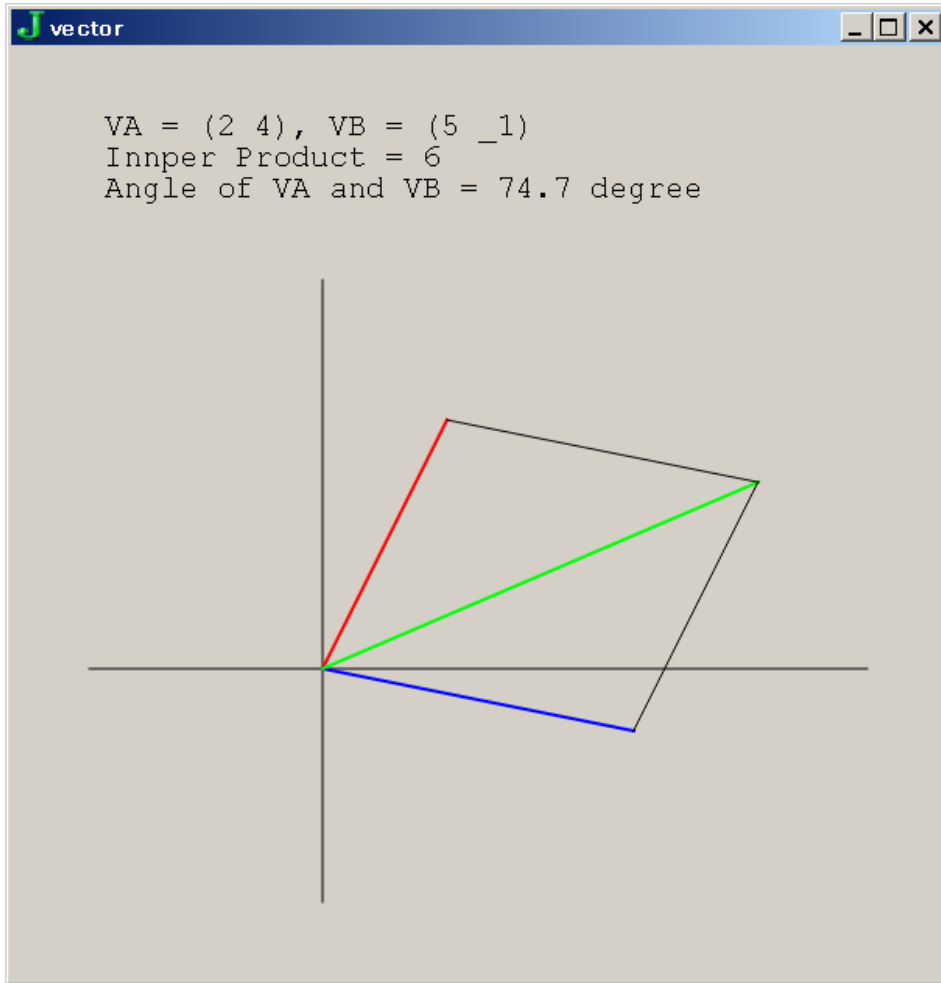 vector
VA = (2 4), VB = (5 _1)
Innper Product = 6
Angle of VA and VB = 74.7 degree